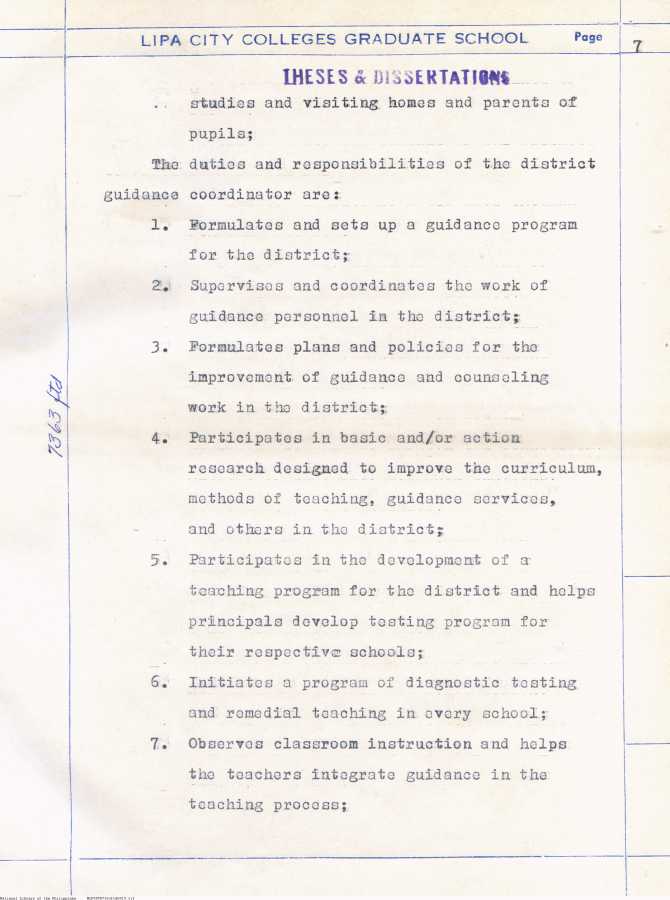 LIPA CITY COLLEGES GRADUATE SCHOOL Page 7
THESES & DISSERTATIONS
studies and visiting homes and parents of
pupils;
The duties and responsibilities of the district
guidance coordinator are:
1. Formulates and sets up a guidance program
for the district;
2. Supervises and coordinates the work of
guidance personnel in the district;
3. Formulates plans and policies for the
improvement of guidance and counseling
work in the district;
4. Participates in basic and/or action
research designed to improve the curriculum,
methods of teaching, guidance services,
and others in the district;
5. Participates in the development of a
teaching program for the district and helps
principals develop testing program for
their respective schools;
6. Initiates a program of diagnostic testing
and remedial teaching in every school;
7. Observes classroom instruction and helps
the teachers integrate guidance in the
teaching process;
7363 ftd
National Library of the Philippines